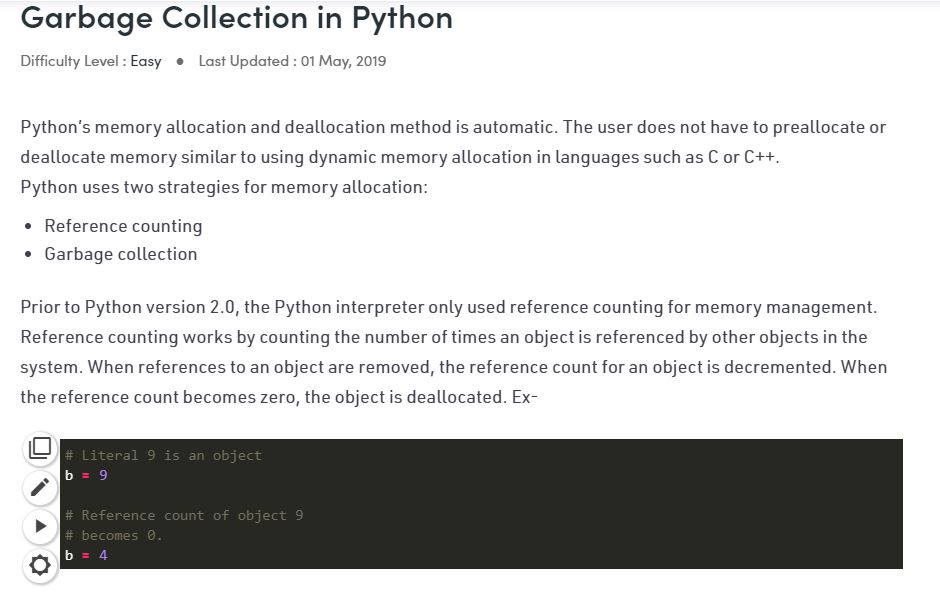 Garbage Collection in Python
Difficulty Level : Easy ● Last Updated : 01 May, 2019
Python's memory allocation and deallocation method is automatic. The user does not have to preallocate or
deallocate memory similar to using dynamic memory allocation in languages such as C or C++.
Python uses two strategies for memory allocation:
• Reference counting
• Garbage collection
Prior to Python version 2.0, the Python interpreter only used reference counting for memory management.
Reference counting works by counting the number of times an object is referenced by other objects in the
system. When references to an object are removed, the reference count for an object is decremented. When
the reference count becomes zero, the object is deallocated. Ex-
# Literal 9 is an object
b = 9
# Reference count of object 9
# becomes 0.
b = 4